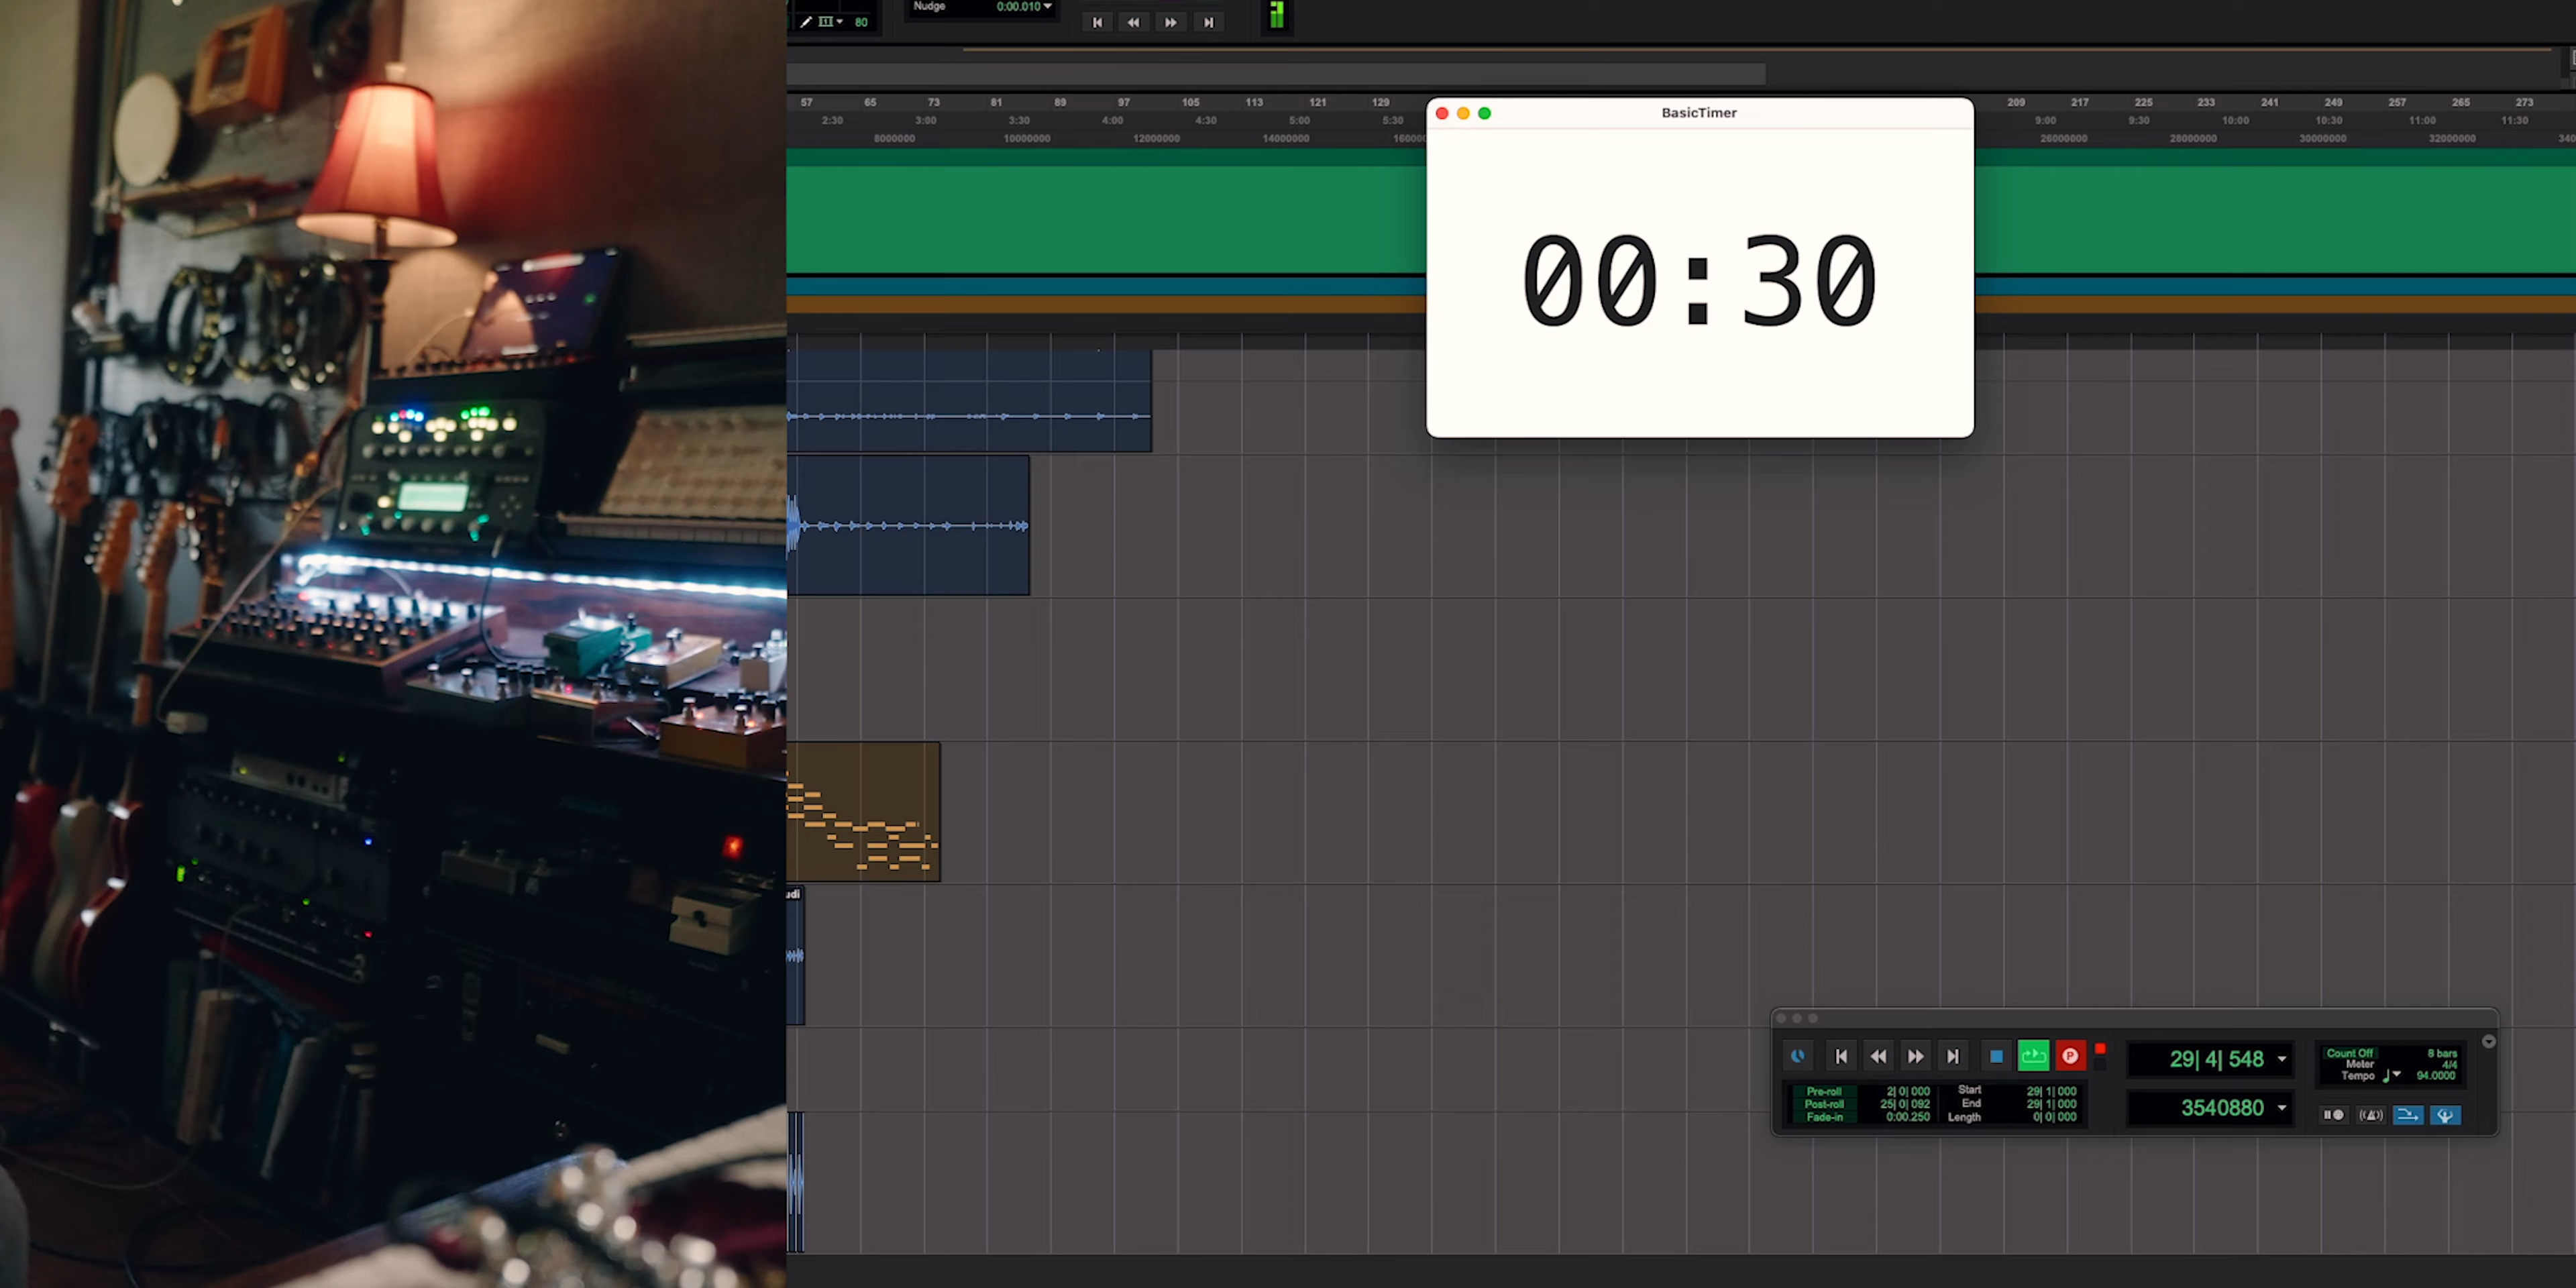 Nudge 0:00.010
80
57 65 73 81 89 97 105 113 121 129 209 217 225 233 241 249 257 265 273
2:30 3:00 3:30 4:00 4:30 5:00 5:30 9:00 9:30 10:00 10:30 11:00 11:30
8000000 10000000 12000000 14000000 16000 26000000 28000000 30000000 32000000 340
BasicTimer
00:30
udi
P
29| 4| 548
3540880
Count Off 8 bars
Meter 4/4
Tempo 94.0000
Pre-roll 2| 0| 000
Post-roll 25| 0| 092
Fade-in 0:00.250
Start 29| 1| 000
End 29| 1| 000
Length 0| 0| 000